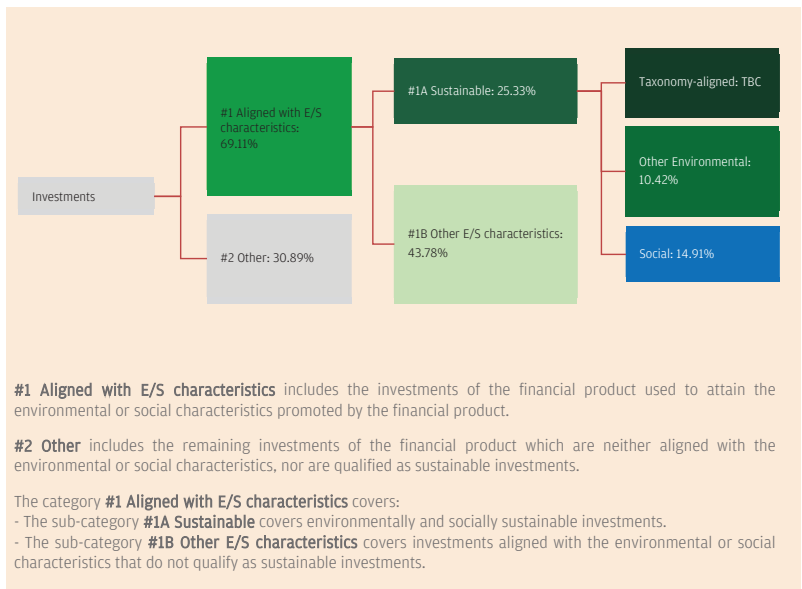 Investments
#1 Aligned with E/S
characteristics:
69.11%
#2 Other: 30.89%
#1A Sustainable: 25.33%
#1B Other E/S characteristics:
43.78%
Taxonomy-aligned: TBC
Other Environmental:
10.42%
Social: 14.91%
#1 Aligned with E/S characteristics includes the investments of the financial product used to attain the
environmental or social characteristics promoted by the financial product.
#2 Other includes the remaining investments of the financial product which are neither aligned with the
environmental or social characteristics, nor are qualified as sustainable investments.
The category #1 Aligned with E/S characteristics covers:
- The sub-category #1A Sustainable covers environmentally and socially sustainable investments.
- The sub-category #1B Other E/S characteristics covers investments aligned with the environmental or social
characteristics that do not qualify as sustainable investments.